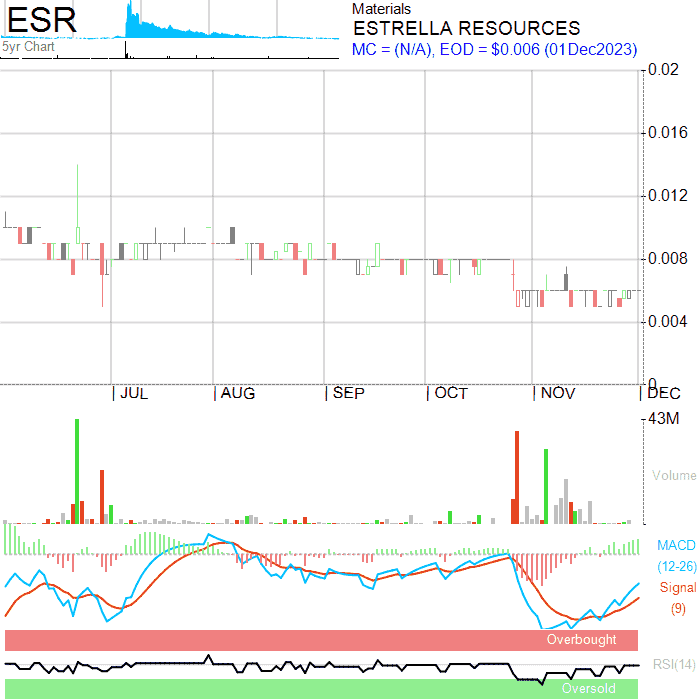 ESR
5yr Chart
Materials
ESTRELLA RESOURCES
MC = (N/A), EOD = $0.006 (01Dec2023)
0.02
0.016
0.012
0.008
0.004
0
JUL AUG SEP OCT NOV DEC
43M
Volume
MACD
(12-26)
Signal
(9)
Overbought
RSI(14)
Oversold